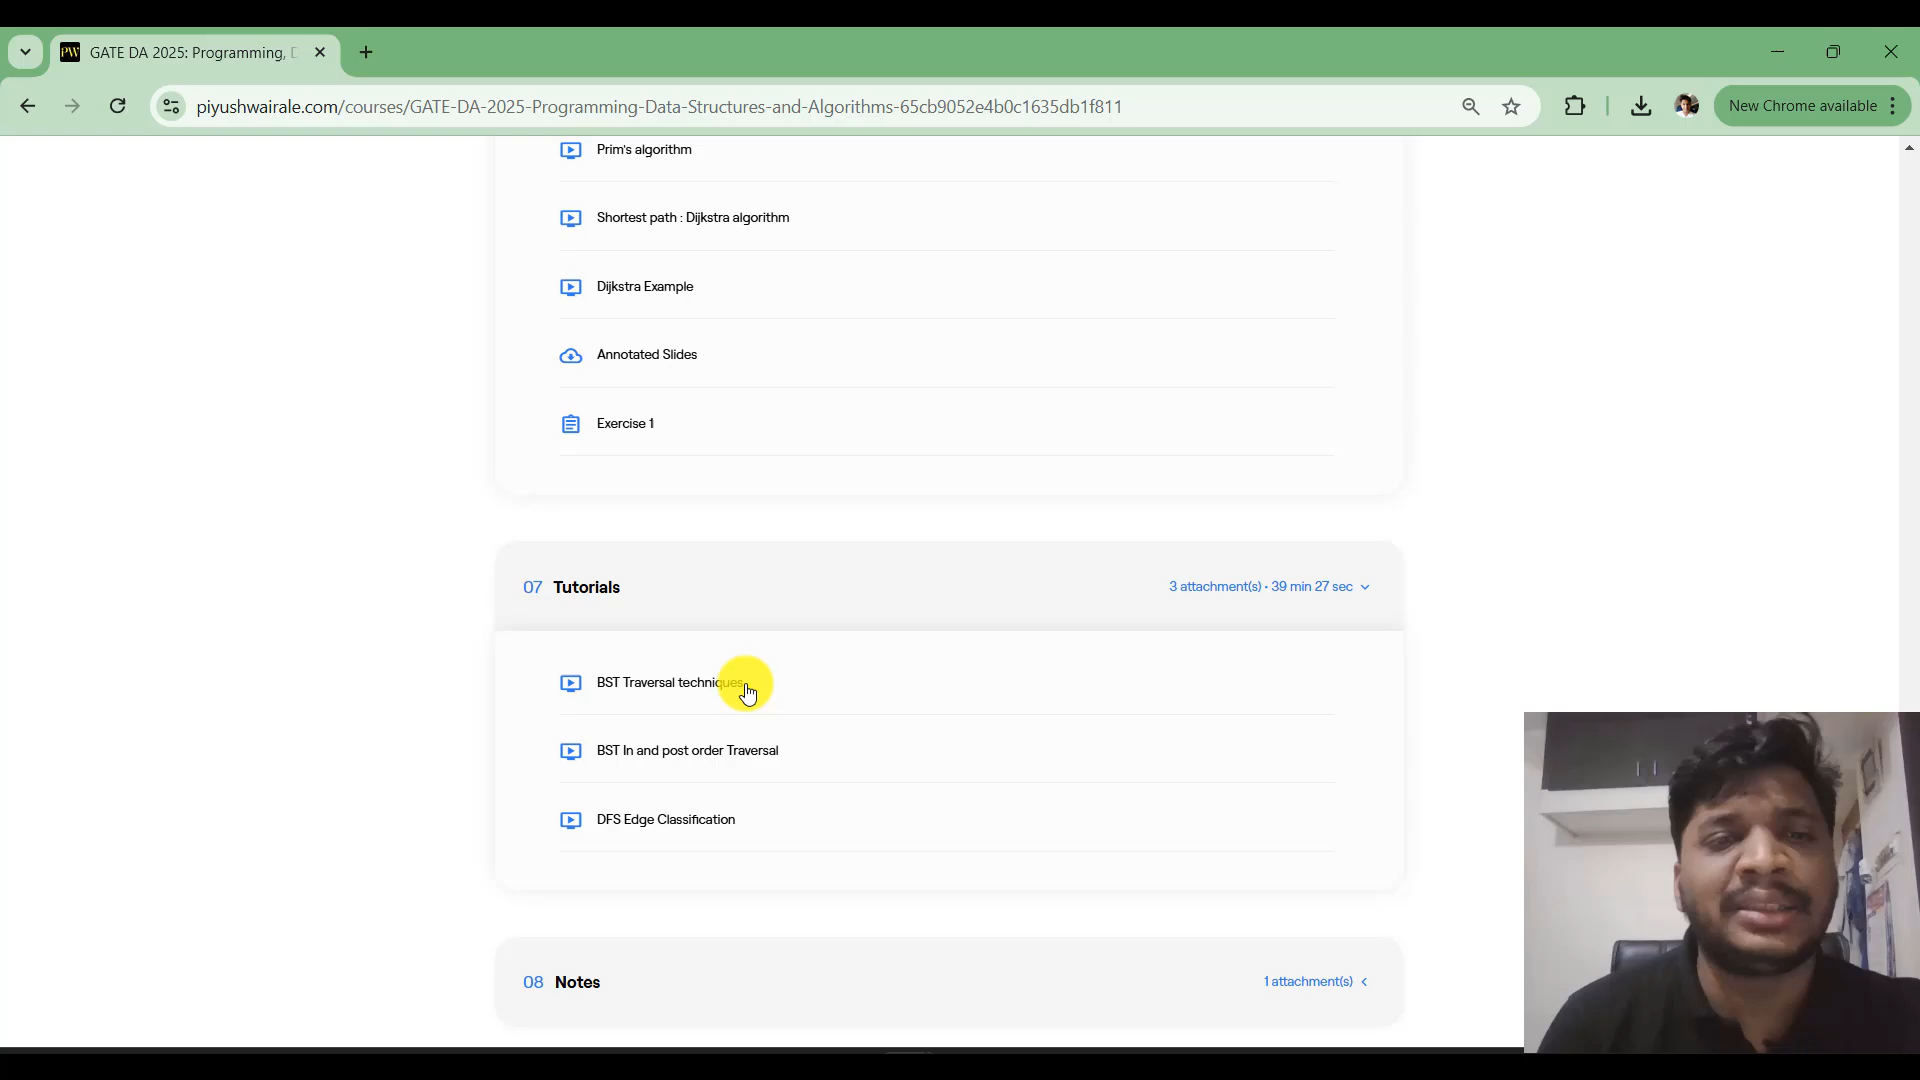 PW GATE DA 2025: Programming, D
piyushwairale.com/courses/GATE-DA-2025-Programming-Data-Structures-and-Algorithms-65cb9052e4b0c1635db1f811
New Chrome available
Prim's algorithm
Shortest path : Dijkstra algorithm
Dijkstra Example
Annotated Slides
Exercise 1
07 Tutorials 3 attachment(s) • 39 min 27 sec
BST Traversal techniques
BST In and post order Traversal
DFS Edge Classification
08 Notes 1 attachment(s)